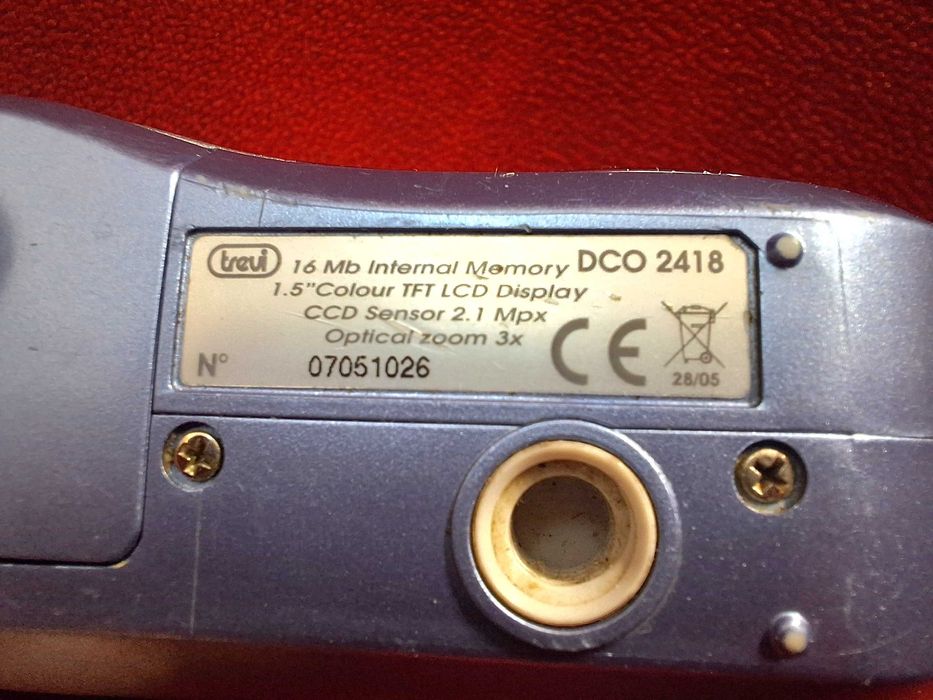 trevi 16 Mb Internal Memory DCO 2418
1.5"Colour TFT LCD Display
CCD Sensor 2.1 Mpx
Optical zoom 3x
N° 07051026
CE
28/05